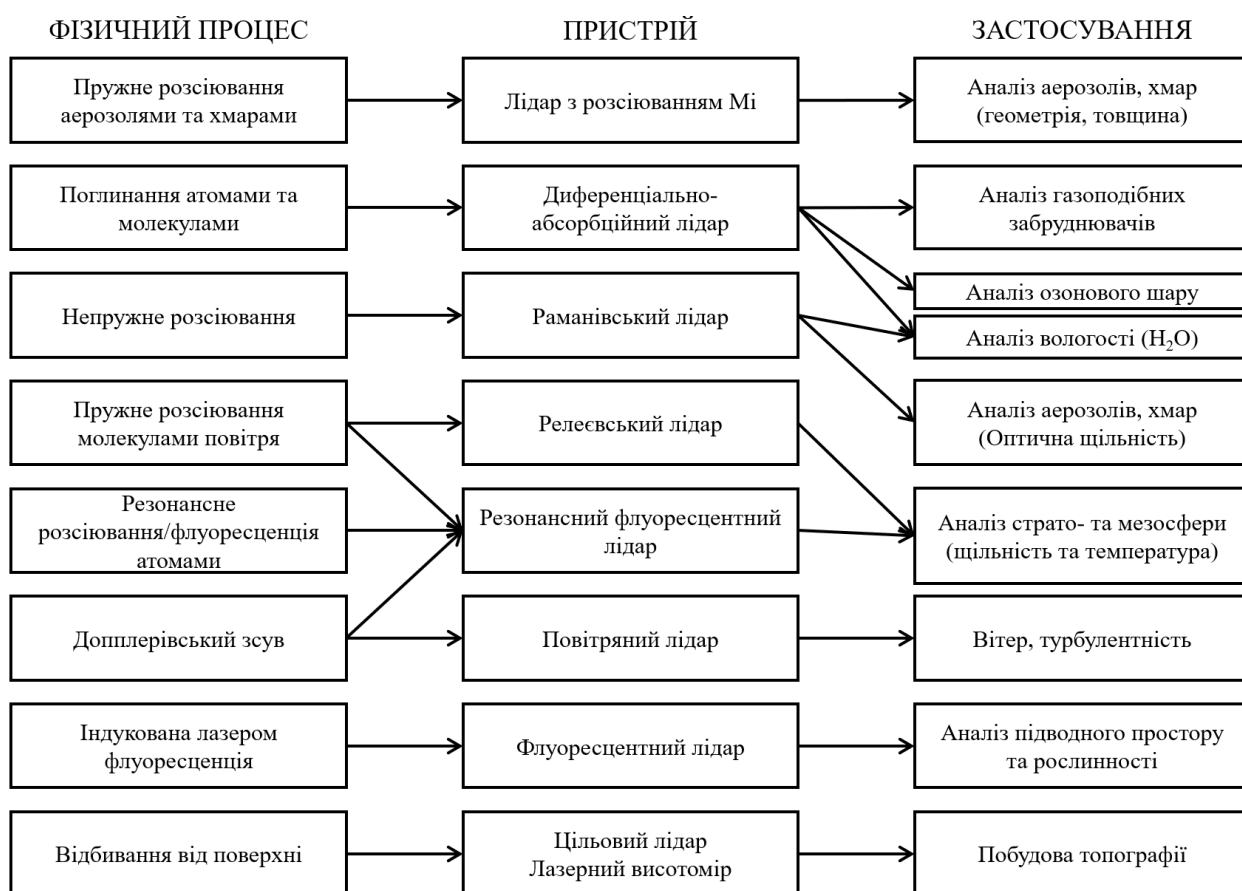 ФІЗИЧНИЙ ПРОЦЕС
ПРИСТРІЙ
ЗАСТОСУВАННЯ
Пружне розсіювання
аерозолями та хмарами
Лідар з розсіюванням Мі
Аналіз аерозолів, хмар
(геометрія, товщина)
Поглинання атомами та
молекулами
Диференціально-
абсорбційний лідар
Аналіз газоподібних
забруднювачів
Аналіз озонового шару
Непружне розсіювання
Раманівський лідар
Аналіз вологості (H₂O)
Пружне розсіювання
молекулами повітря
Релеєвський лідар
Аналіз аерозолів, хмар
(Оптична щільність)
Резонансне
розсіювання/флуоресценція
атомами
Резонансний флуоресцентний
лідар
Аналіз страто- та мезосфери
(щільність та температура)
Допплерівський зсув
Повітряний лідар
Вітер, турбулентність
Індукована лазером
флуоресценція
Флуоресцентний лідар
Аналіз підводного простору
та рослинності
Відбивання від поверхні
Цільовий лідар
Лазерний висотомір
Побудова топографії